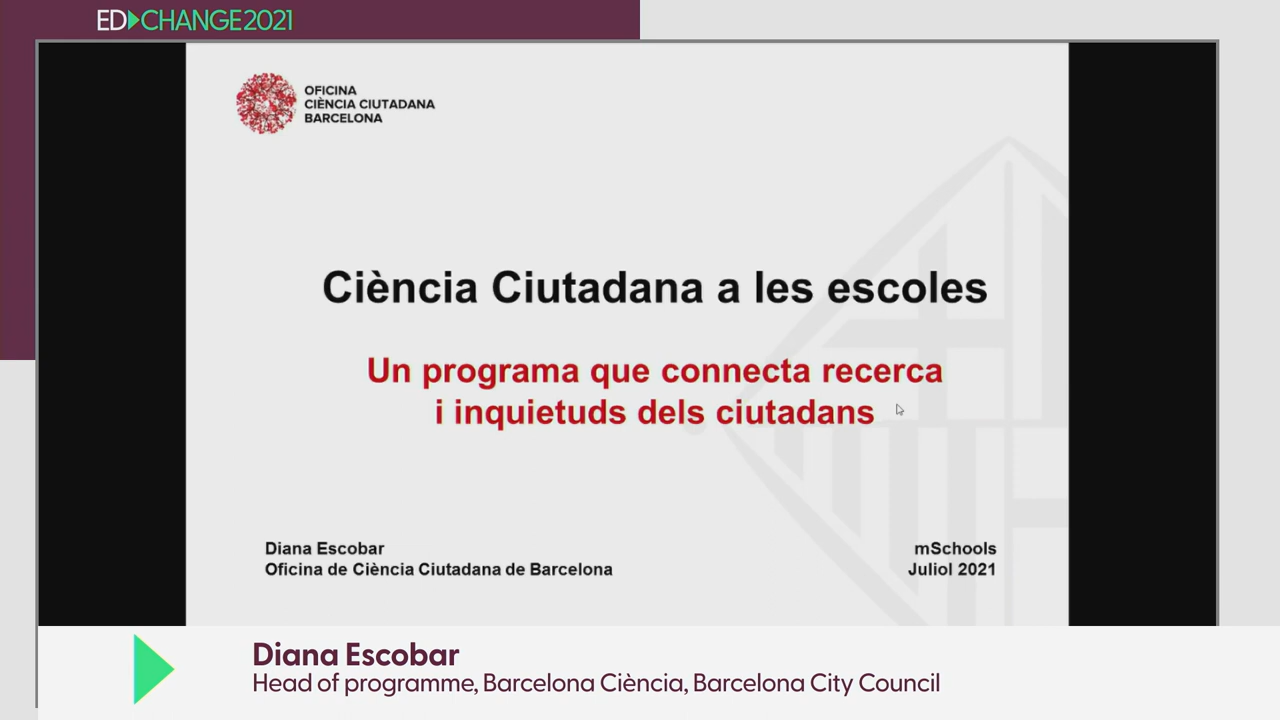 ED▶CHANGE2021
OFICINA
CIÈNCIA CIUTADANA
BARCELONA
Ciència Ciutadana a les escoles
Un programa que connecta recerca
i inquietuds dels ciutadans
Diana Escobar
Oficina de Ciència Ciutadana de Barcelona
mSchools
Juliol 2021
Diana Escobar
Head of programme, Barcelona Ciència, Barcelona City Council